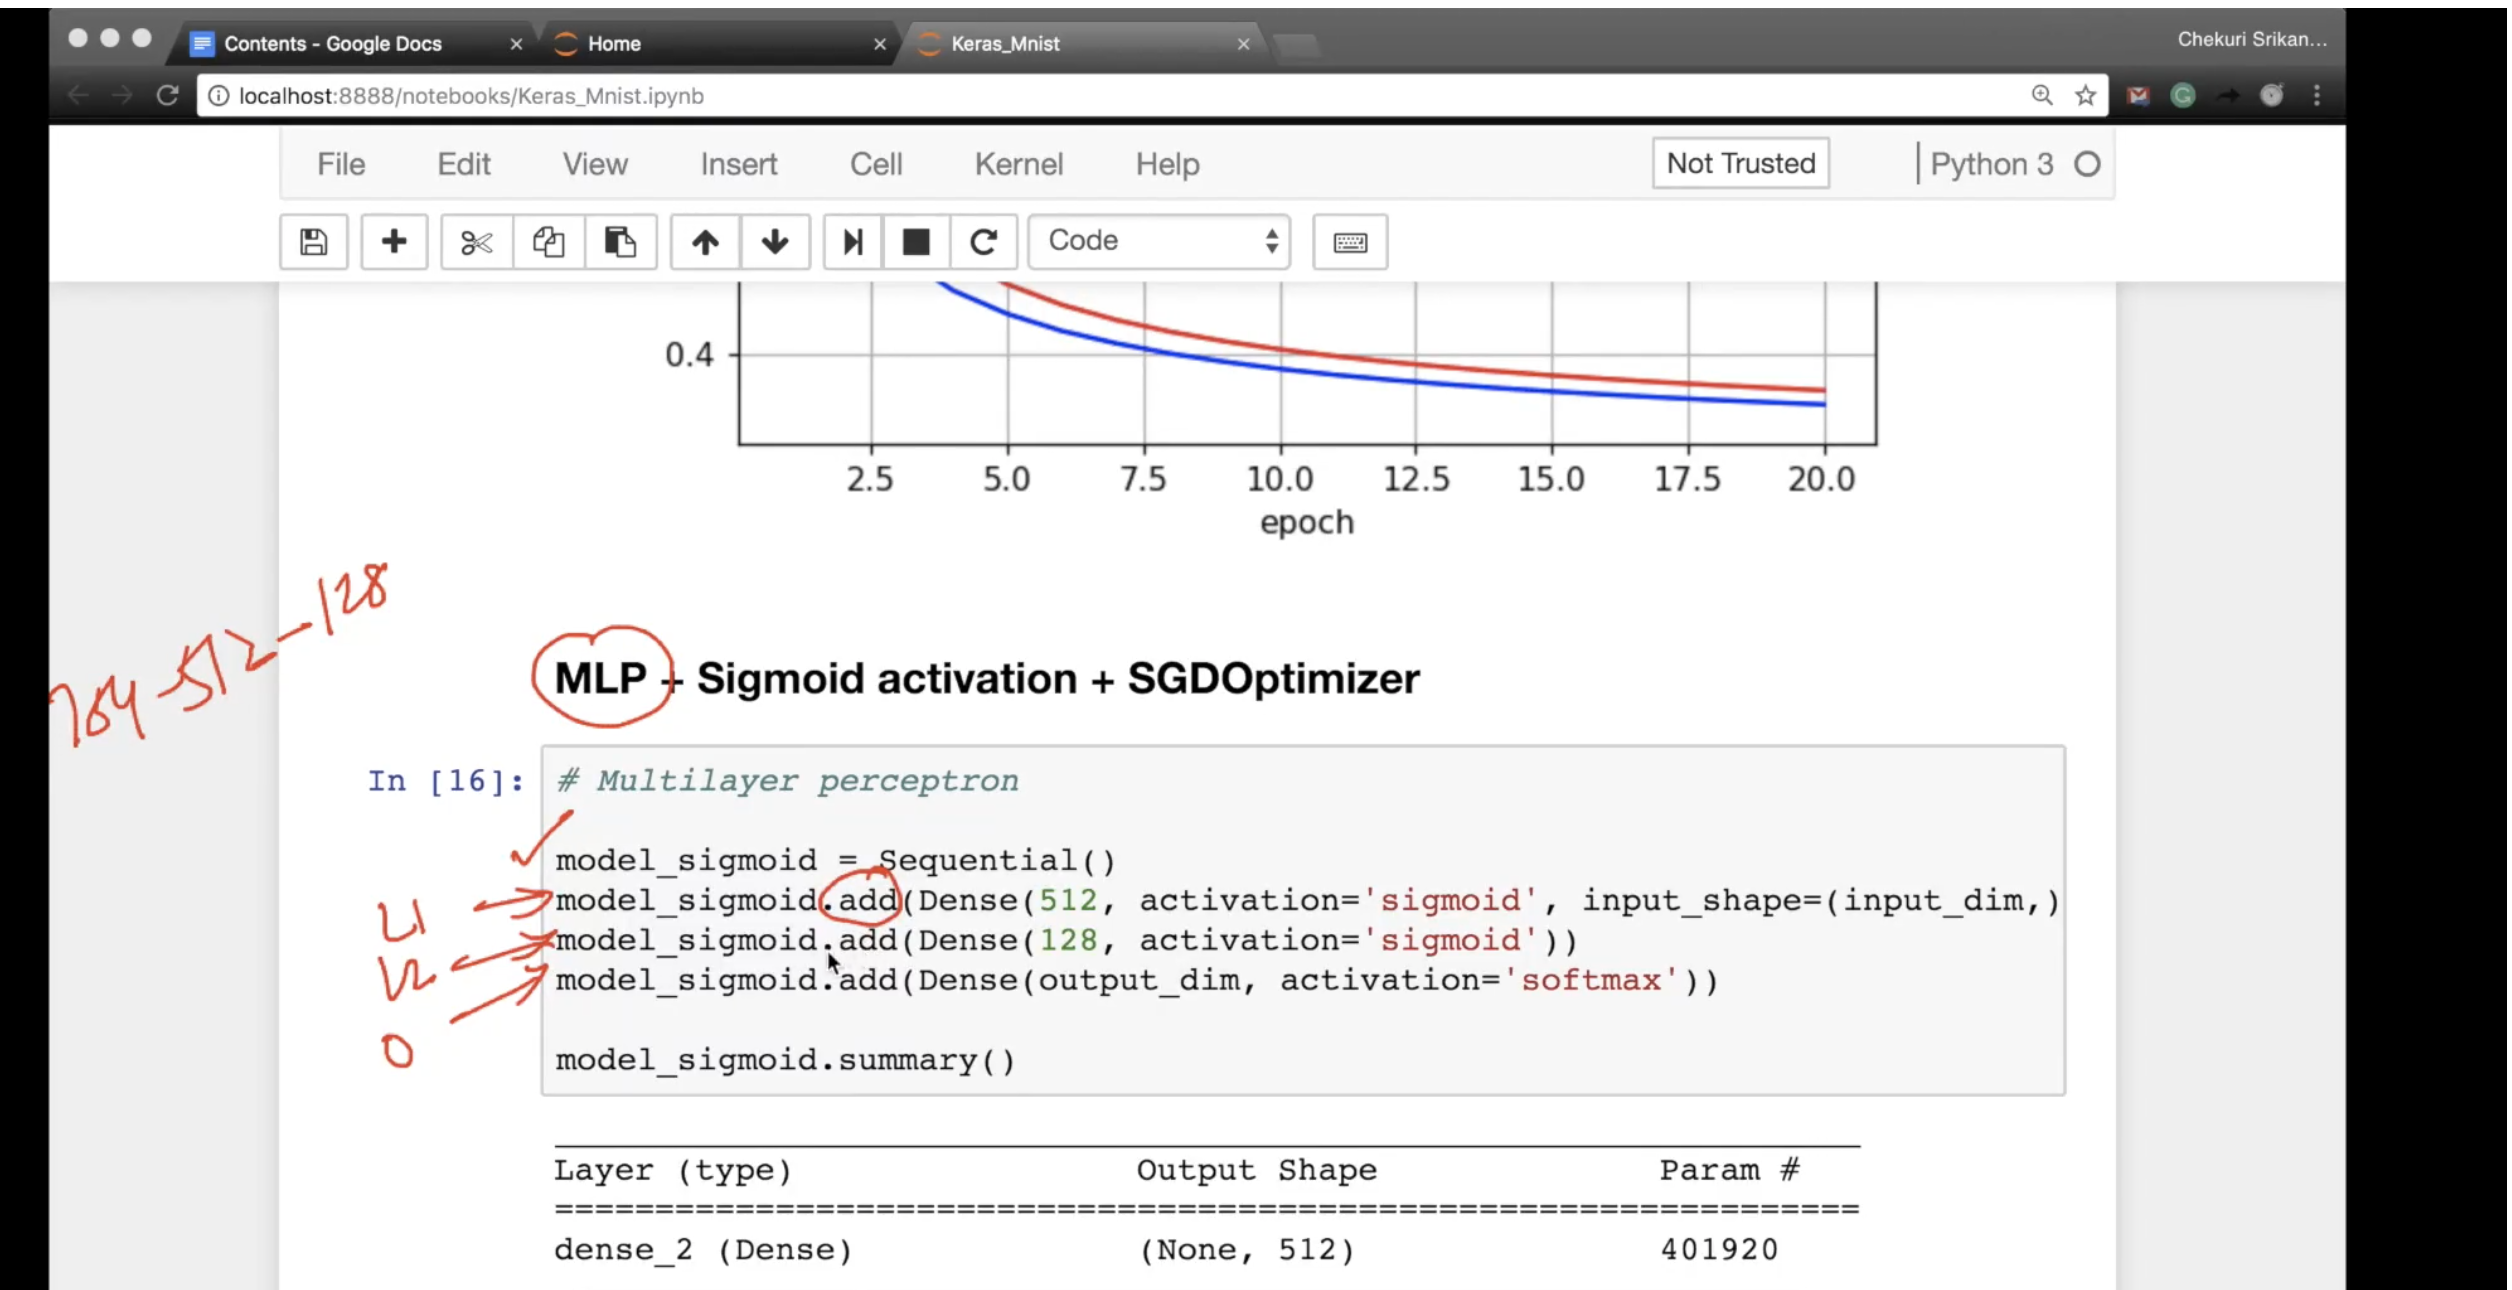 Contents - Google Docs
Home
Keras_Mnist
Chekuri Srikan...
localhost:8888/notebooks/Keras_Mnist.ipynb
File Edit View Insert Cell Kernel Help Not Trusted Python 3
Code
0.4
2.5 5.0 7.5 10.0 12.5 15.0 17.5 20.0
epoch
784-512-128
MLP + Sigmoid activation + SGDOptimizer
In [16]: # Multilayer perceptron
model_sigmoid = Sequential()
L1 model_sigmoid.add(Dense(512, activation='sigmoid', input_shape=(input_dim,)
L2 model_sigmoid.add(Dense(128, activation='sigmoid'))
O model_sigmoid.add(Dense(output_dim, activation='softmax'))
model_sigmoid.summary()
Layer (type) Output Shape Param #
=================================================================
dense_2 (Dense) (None, 512) 401920